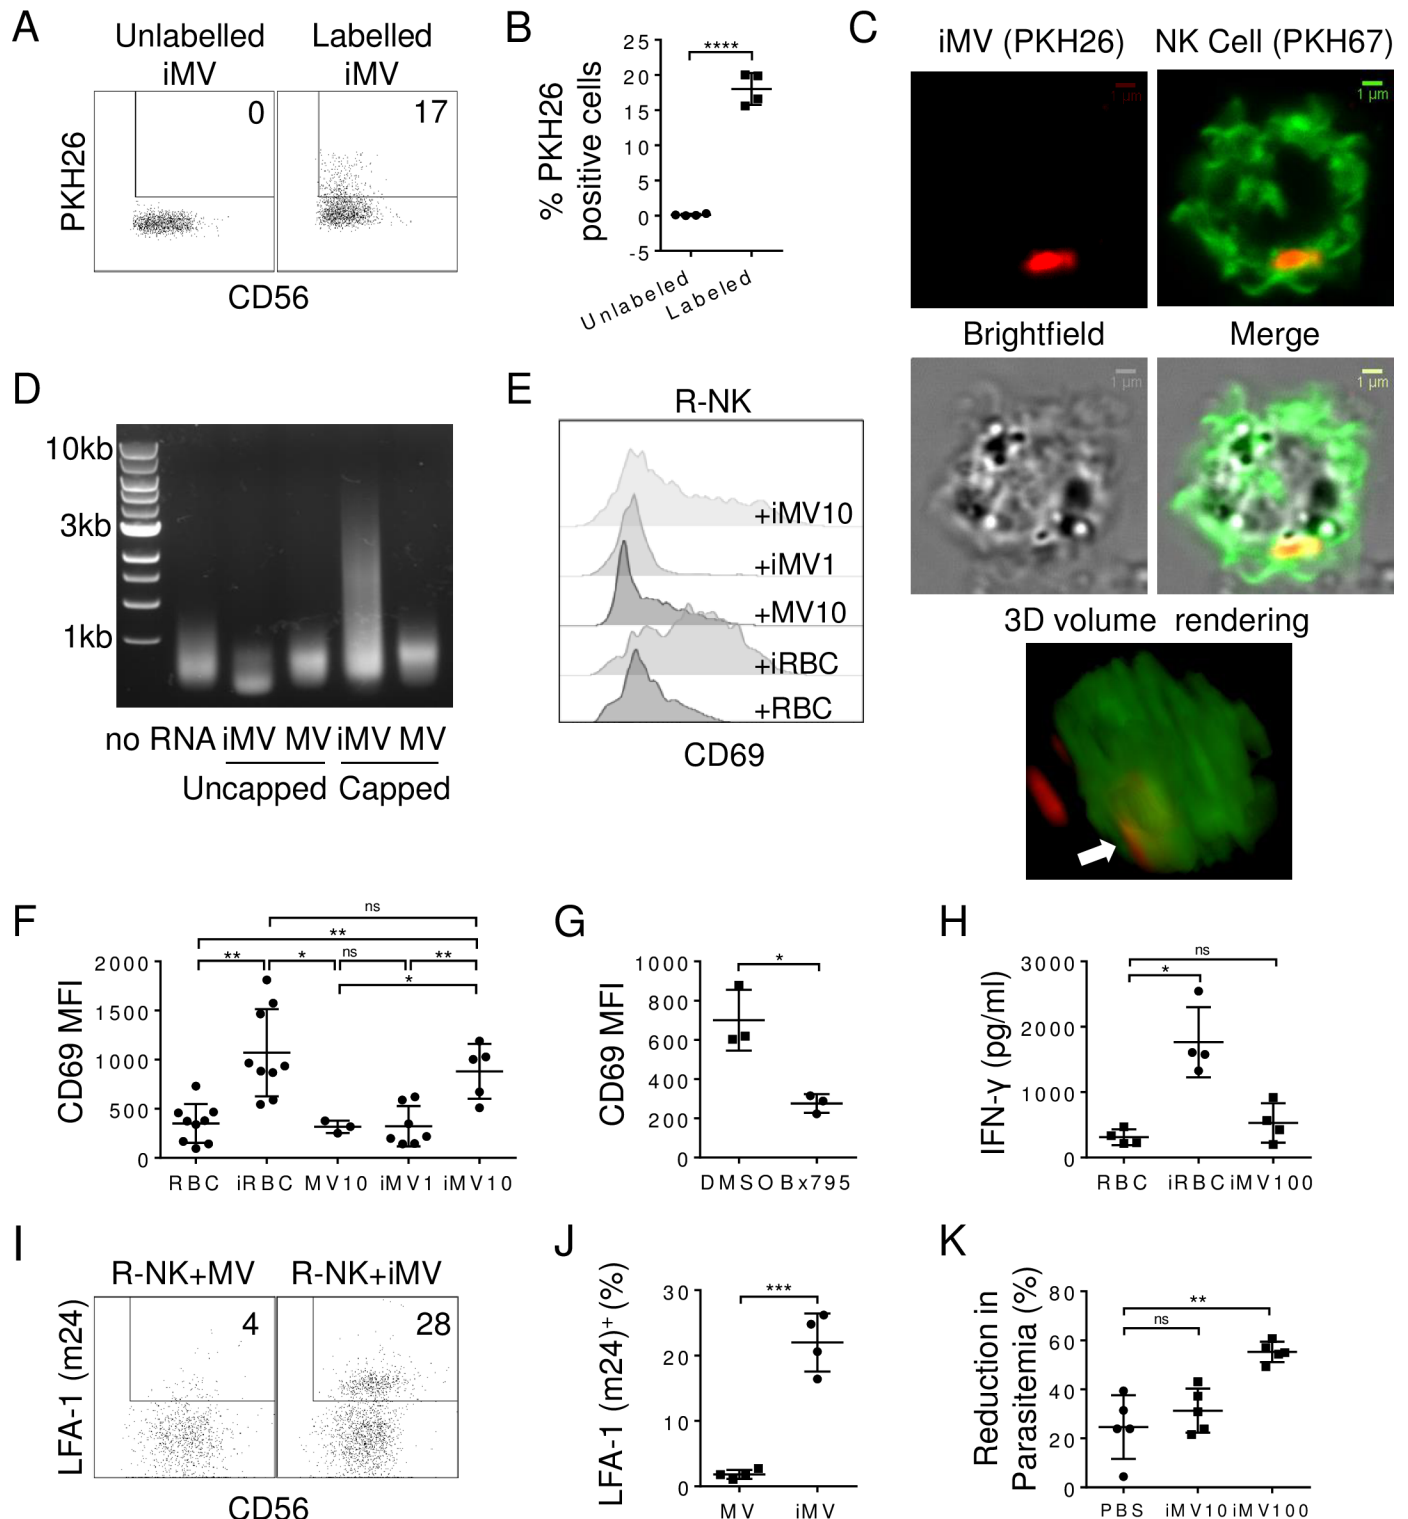 A
Unlabelled iMV
Labelled iMV
0
17
PKH26
CD56
B
% PKH26 positive cells
25
20
15
10
5
0
-5
****
Unlabeled
Labeled
C
iMV (PKH26)
NK Cell (PKH67)
1 µm
1 µm
Brightfield
Merge
1 µm
1 µm
3D volume rendering
D
10kb
3kb
1kb
no RNA iMV MV iMV MV
Uncapped Capped
E
R-NK
+iMV10
+iMV1
+MV10
+iRBC
+RBC
CD69
F
CD69 MFI
2000
1500
1000
500
0
ns
**
** * ns **
*
RBC iRBC MV10 iMV1 iMV10
G
CD69 MFI
1000
800
600
400
200
0
*
DMSO Bx795
H
IFN-γ (pg/ml)
3000
2000
1000
0
ns
*
RBC iRBC iMV100
I
R-NK+MV
R-NK+iMV
4
28
LFA-1 (m24)
CD56
J
LFA-1 (m24)⁺ (%)
30
20
10
0
***
MV iMV
K
Reduction in
Parasitemia (%)
80
60
40
20
0
**
ns
PBS iMV10 iMV100